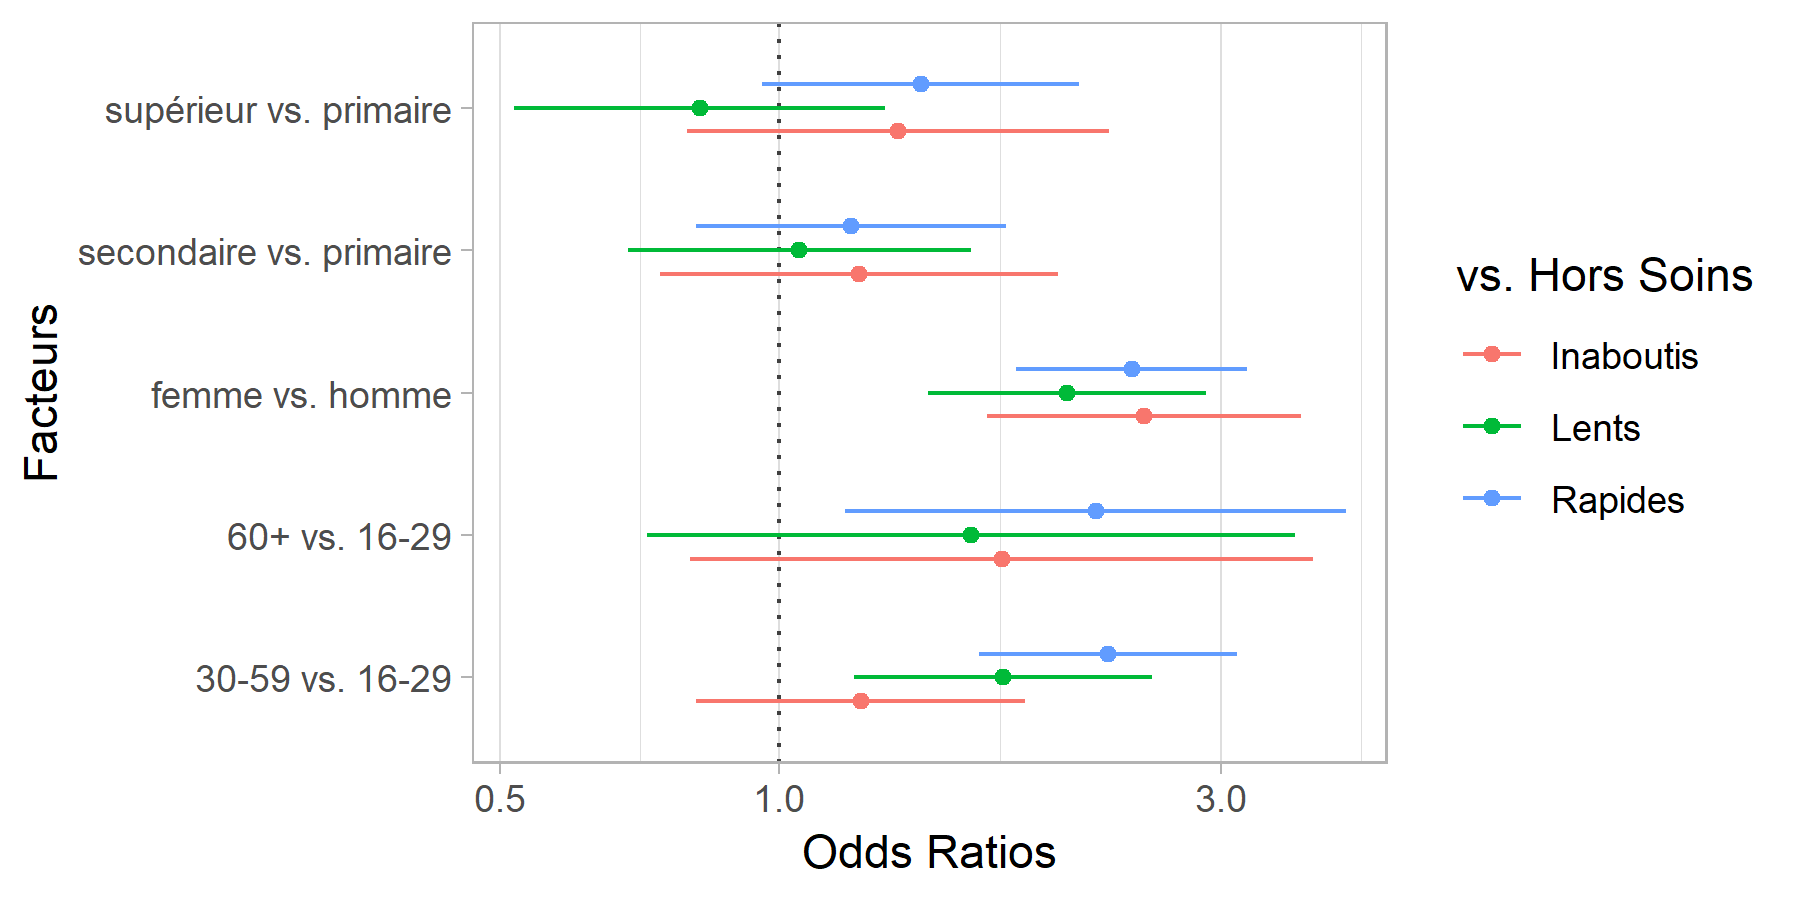 supérieur vs. primaire
secondaire vs. primaire
femme vs. homme
60+ vs. 16-29
30-59 vs. 16-29
Facteurs
0.5 1.0 3.0
Odds Ratios
vs. Hors Soins
Inaboutis
Lents
Rapides